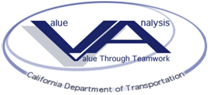 Value Analysis
Value Through Teamwork
California Department of Transportation